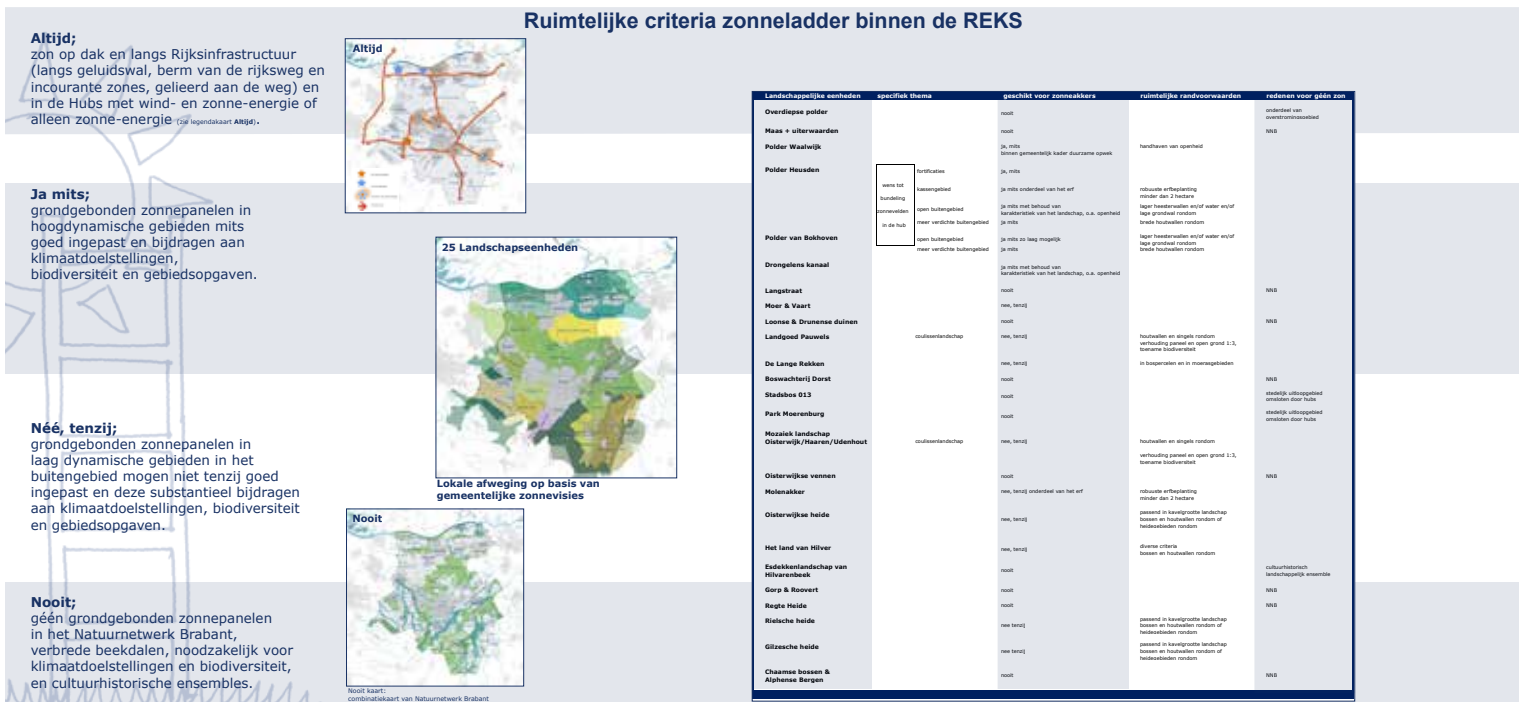 Ruimtelijke criteria zonneladder binnen de REKS
Altijd;
zon op dak en langs Rijksinfrastructuur
(langs geluidswal, berm van de rijksweg en
incourante zones, gelieerd aan de weg) en
in de Hubs met wind- en zonne-energie of
alleen zonne-energie (zie legendakaart Altijd).
Ja mits;
grondgebonden zonnepanelen in
hoogdynamische gebieden mits
goed ingepast en bijdragen aan
klimaatdoelstellingen,
biodiversiteit en gebiedsopgaven.
Néé, tenzij;
grondgebonden zonnepanelen in
laag dynamische gebieden in het
buitengebied mogen niet tenzij goed
ingepast en deze substantieel bijdragen
aan klimaatdoelstellingen, biodiversiteit
en gebiedsopgaven.
Nooit;
géén grondgebonden zonnepanelen
in het Natuurnetwerk Brabant,
verbrede beekdalen, noodzakelijk voor
klimaatdoelstellingen en biodiversiteit,
en cultuurhistorische ensembles.
Altijd
25 Landschapseenheden
Lokale afweging op basis van
gemeentelijke zonnevisies
Nooit
Nooit kaart:
combinatiekaart van Natuurnetwerk Brabant
Landschappelijke eenheden specifiek thema geschikt voor zonneakkers ruimtelijke randvoorwaarden redenen voor géén zon
Overdiepse polder nooit onderdeel van
overstromingsgebied
Maas + uiterwaarden nooit NNB
Polder Waalwijk ja, mits handhaven van openheid
binnen gemeentelijk kader duurzame opwek
Polder Heusden fortificaties ja, mits
wens tot
bundeling
zonnevelden
in de hub
kassengebied ja mits onderdeel van het erf robuuste erfbeplanting
minder dan 2 hectare
open buitengebied ja mits met behoud van lager heesterwallen en/of water en/of
karakteristiek van het landschap, o.a. openheid lage grondwal rondom
meer verdichte buitengebied ja mits brede houtwallen rondom
Polder van Bokhoven open buitengebied ja mits zo laag mogelijk lager heesterwallen en/of water en/of
lage grondwal rondom
meer verdichte buitengebied ja mits brede houtwallen rondom
Drongelens kanaal ja mits met behoud van
karakteristiek van het landschap, o.a. openheid
Langstraat nooit NNB
Moer & Vaart nee, tenzij
Loonse & Drunense duinen nooit NNB
Landgoed Pauwels coulissenlandschap nee, tenzij houtwallen en singels rondom
verhouding paneel en open grond 1:3,
toename biodiversiteit
De Lange Rekken nee, tenzij in bospercelen en in moerasgebieden
Boswachterij Dorst nooit NNB
Stadsbos 013 nooit stedelijk uitloopgebied
omsloten door hubs
Park Moerenburg nooit stedelijk uitloopgebied
omsloten door hubs
Mozaïek landschap
Oisterwijk/Haaren/Udenhout coulissenlandschap nee, tenzij houtwallen en singels rondom
verhouding paneel en open grond 1:3,
toename biodiversiteit
Oisterwijkse vennen nooit NNB
Molenakker nee, tenzij onderdeel van het erf robuuste erfbeplanting
minder dan 2 hectare
Oisterwijkse heide nee, tenzij passend in kavelgrootte landschap
bossen en houtwallen rondom of
heidegebieden rondom
Het land van Hilver nee, tenzij diverse criteria
bossen en houtwallen rondom
Esdekkenlandschap van
Hilvarenbeek nooit cultuurhistorisch
landschappelijk ensemble
Gorp & Roovert nooit NNB
Regte Heide nooit NNB
Rielsche heide nee tenzij passend in kavelgrootte landschap
bossen en houtwallen rondom of
heidegebieden rondom
Gilzesche heide nee tenzij passend in kavelgrootte landschap
bossen en houtwallen rondom of
heidegebieden rondom
Chaamse bossen &
Alphense Bergen nooit NNB